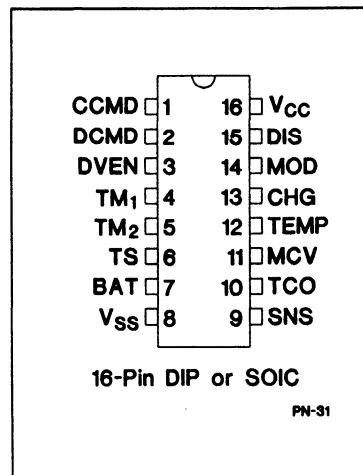 CCMD 1 16 VCC
DCMD 2 15 DIS
DVEN 3 14 MOD
TM1 4 13 CHG
TM2 5 12 TEMP
TS 6 11 MCV
BAT 7 10 TCO
VSS 8 9 SNS
16-Pin DIP or SOIC
PN-31